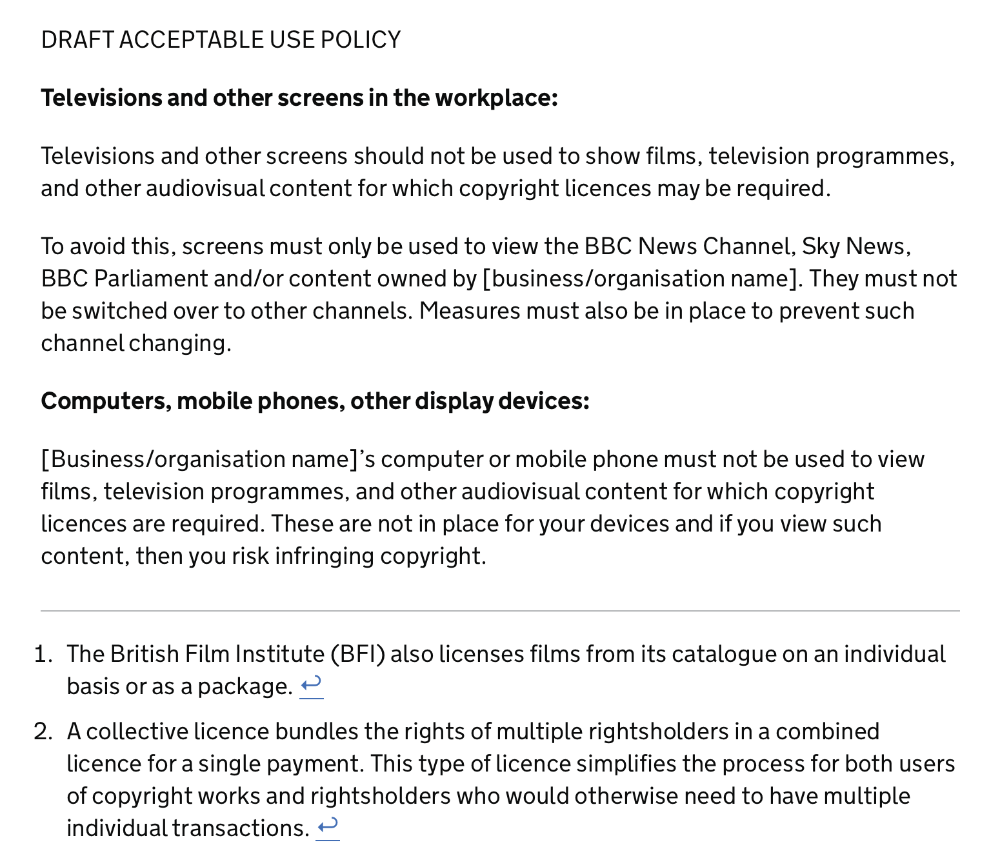 DRAFT ACCEPTABLE USE POLICY
Televisions and other screens in the workplace:
Televisions and other screens should not be used to show films, television programmes,
and other audiovisual content for which copyright licences may be required.
To avoid this, screens must only be used to view the BBC News Channel, Sky News,
BBC Parliament and/or content owned by [business/organisation name]. They must not
be switched over to other channels. Measures must also be in place to prevent such
channel changing.
Computers, mobile phones, other display devices:
[Business/organisation name]’s computer or mobile phone must not be used to view
films, television programmes, and other audiovisual content for which copyright
licences are required. These are not in place for your devices and if you view such
content, then you risk infringing copyright.
1. The British Film Institute (BFI) also licenses films from its catalogue on an individual
basis or as a package. ↩
2. A collective licence bundles the rights of multiple rightsholders in a combined
licence for a single payment. This type of licence simplifies the process for both users
of copyright works and rightsholders who would otherwise need to have multiple
individual transactions. ↩